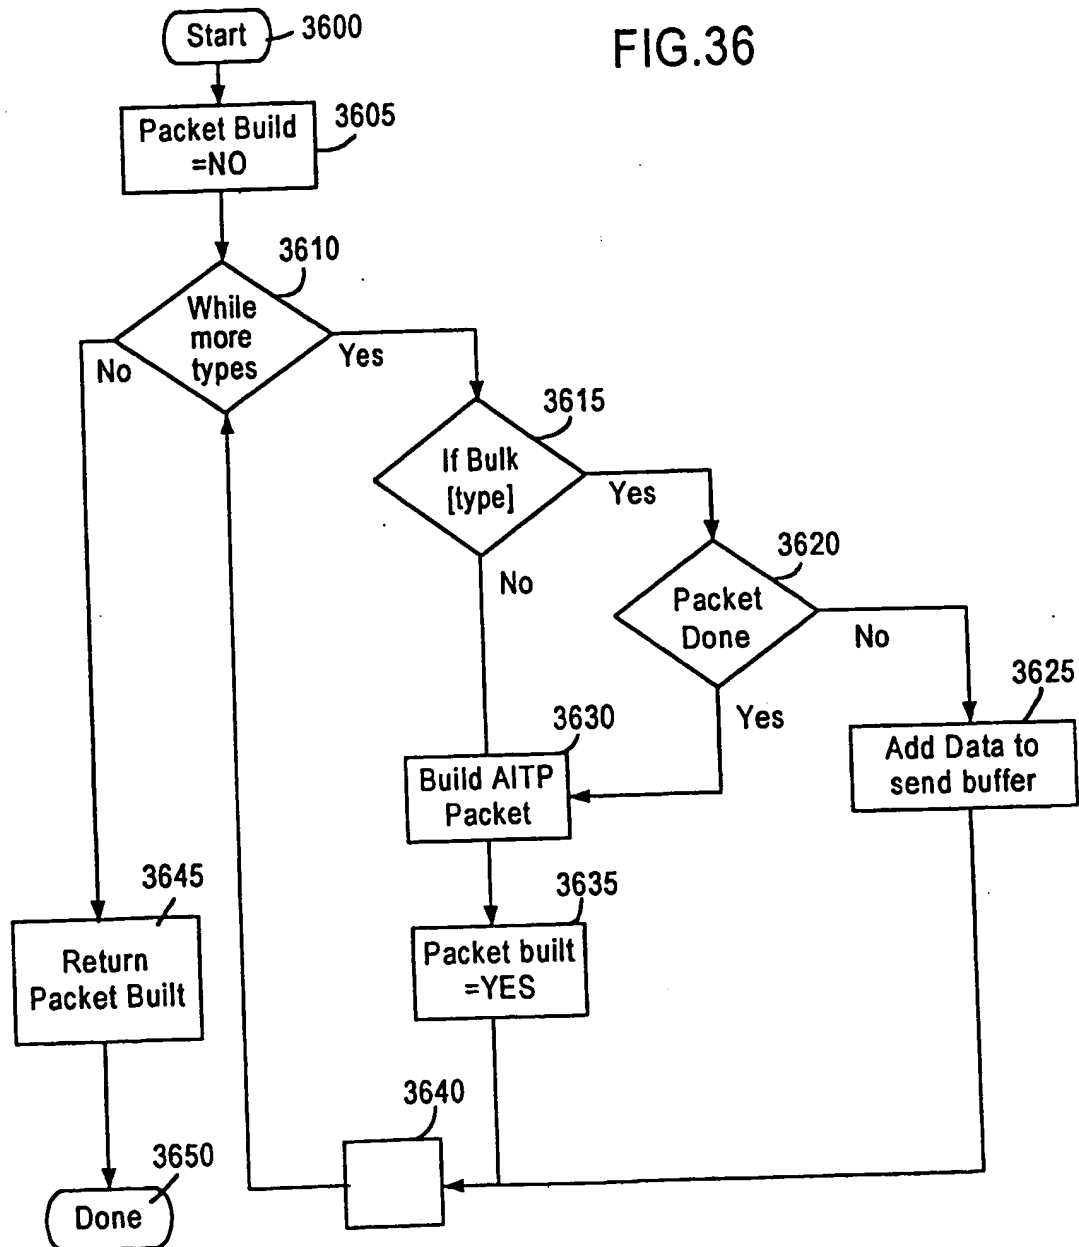 FIG.36
Start
3600
Packet Build
=NO
3605
While
more
types
3610
No
Yes
If Bulk
[type]
3615
Yes
No
Packet
Done
3620
No
Yes
Add Data to
send buffer
3625
Build AITP
Packet
3630
Packet built
=YES
3635
3640
Return
Packet Built
3645
Done
3650